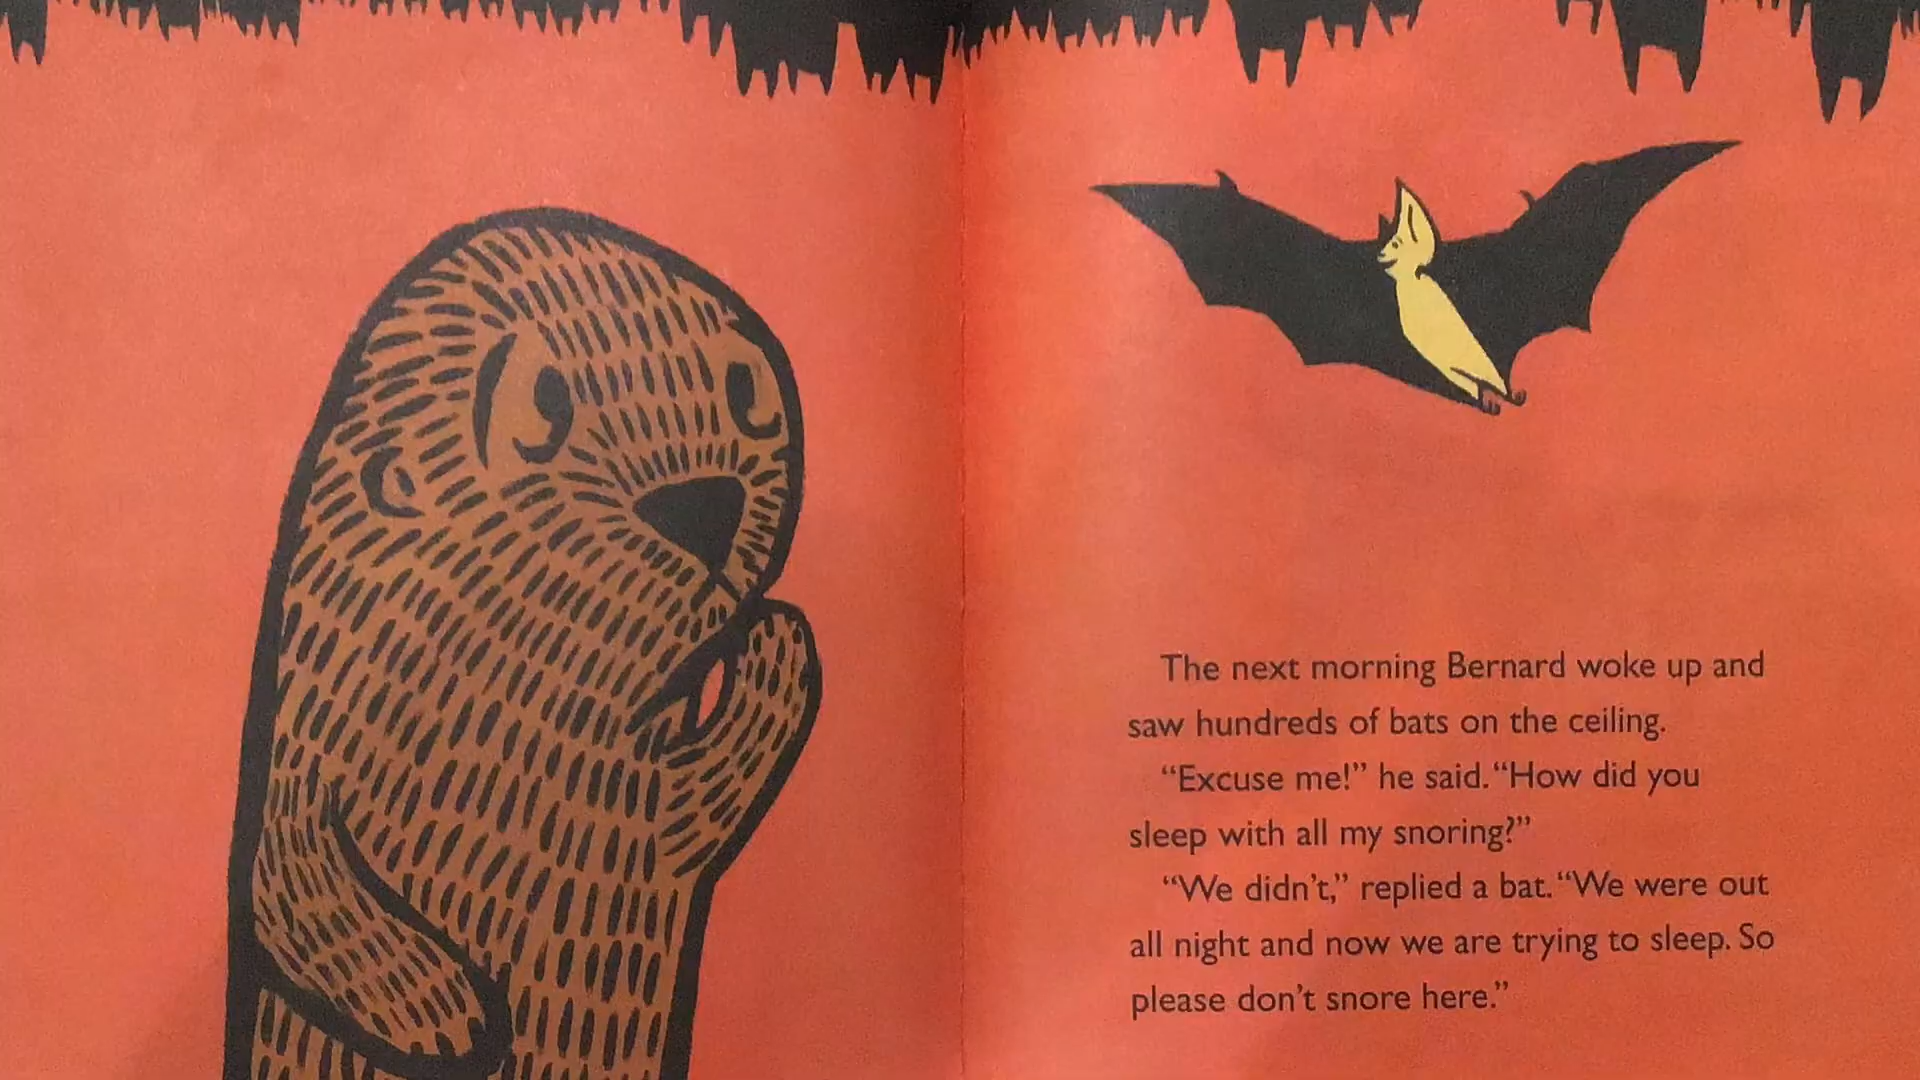 The next morning Bernard woke up and
saw hundreds of bats on the ceiling.
“Excuse me!” he said. “How did you
sleep with all my snoring?”
“We didn’t,” replied a bat. “We were out
all night and now we are trying to sleep. So
please don’t snore here.”